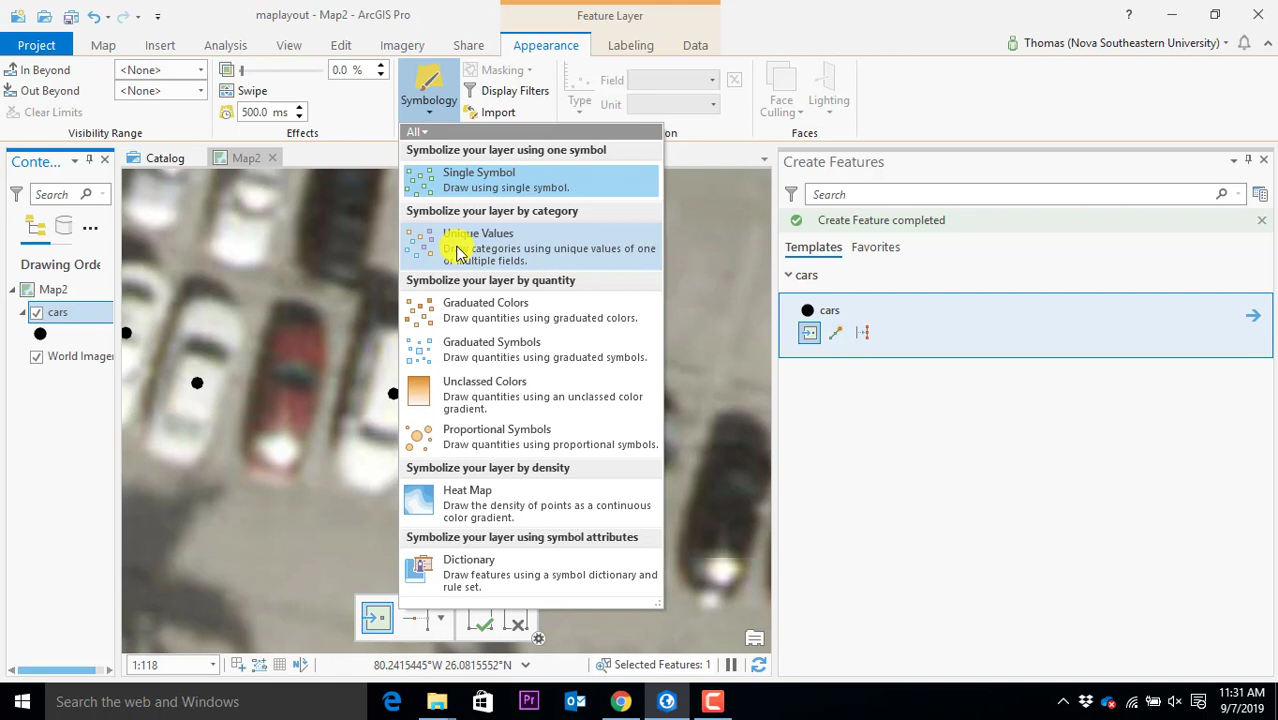 maplayout - Map2 - ArcGIS Pro
Feature Layer
?
Project
Map
Insert
Analysis
View
Edit
Imagery
Share
Appearance
Labeling
Data
Thomas (Nova Southeastern University)
In Beyond
<None>
Out Beyond
<None>
Clear Limits
Visibility Range
0.0 %
Swipe
500.0 ms
Effects
Symbology
Masking
Display Filters
Import
Type
Field
Unit
Face
Culling
Lighting
Faces
Conte...
Search
Drawing Orde
Map2
cars
World Imager
Catalog
Map2
All
Symbolize your layer using one symbol
Single Symbol
Draw using single symbol.
Symbolize your layer by category
Unique Values
categories using unique values of one
multiple fields.
Symbolize your layer by quantity
Graduated Colors
Draw quantities using graduated colors.
Graduated Symbols
Draw quantities using graduated symbols.
Unclassed Colors
Draw quantities using an unclassed color
gradient.
Proportional Symbols
Draw quantities using proportional symbols.
Symbolize your layer by density
Heat Map
Draw the density of points as a continuous
color gradient.
Symbolize your layer using symbol attributes
Dictionary
Draw features using a symbol dictionary and
rule set.
Create Features
Search
Create Feature completed
Templates
Favorites
cars
cars
1:118
80.2415445°W 26.0815552°N
Selected Features: 1
Search the web and Windows
Pr
11:31 AM
9/7/2019